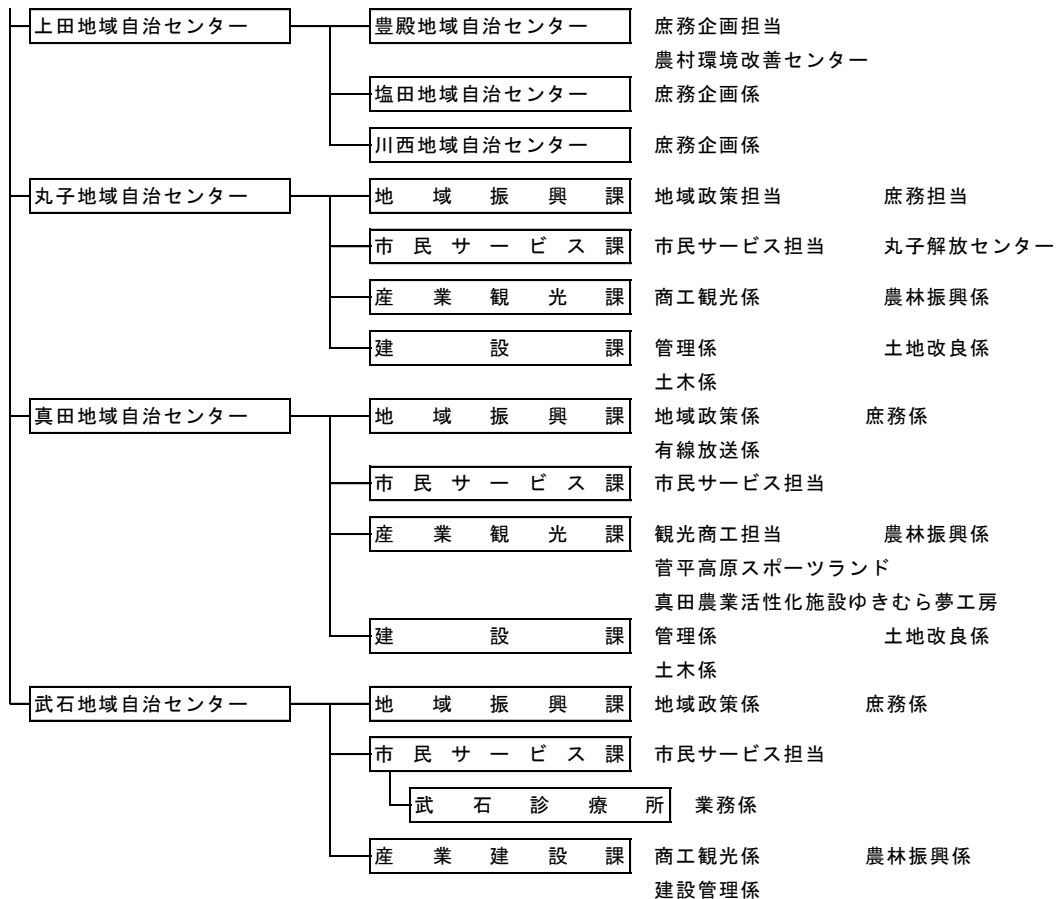 上田地域自治センター 豊殿地域自治センター 庶務企画担当
農村環境改善センター
塩田地域自治センター 庶務企画係
川西地域自治センター 庶務企画係
丸子地域自治センター 地域振興課 地域政策担当 庶務担当
市民サービス課 市民サービス担当 丸子解放センター
産業観光課 商工観光係 農林振興係
建設課 管理係 土地改良係
土木係
真田地域自治センター 地域振興課 地域政策係 庶務係
有線放送係
市民サービス課 市民サービス担当
産業観光課 観光商工担当 農林振興係
菅平高原スポーツランド
真田農業活性化施設ゆきむら夢工房
建設課 管理係 土地改良係
土木係
武石地域自治センター 地域振興課 地域政策係 庶務係
市民サービス課 市民サービス担当
武石診療所 業務係
産業建設課 商工観光係 農林振興係
建設管理係